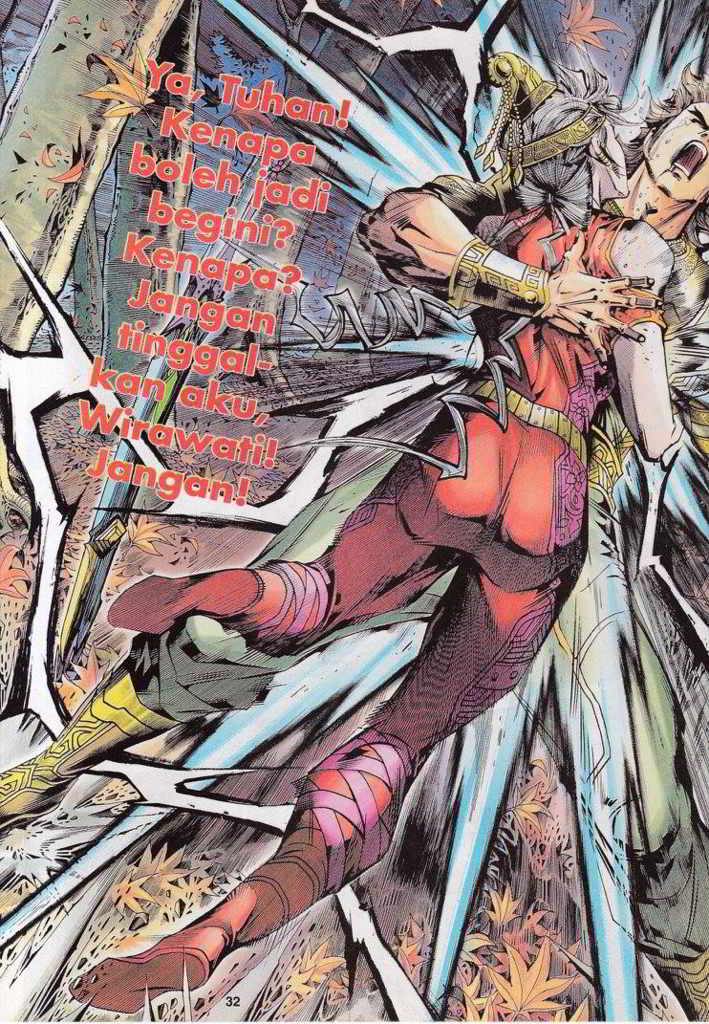 Ya, Tuhan!
Kenapa
boleh jadi
begini?
Kenapa?
Jangan
tinggal-
kan aku,
Wirawati!
Jangan!
32